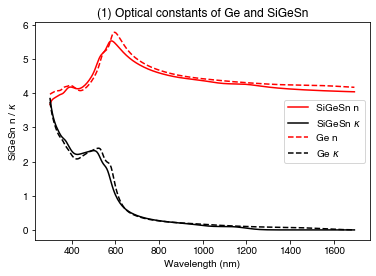 (1) Optical constants of Ge and SiGeSn
6
5
4
3
2
1
0
SiGeSn n / κ
SiGeSn n
SiGeSn κ
Ge n
Ge κ
400 600 800 1000 1200 1400 1600
Wavelength (nm)